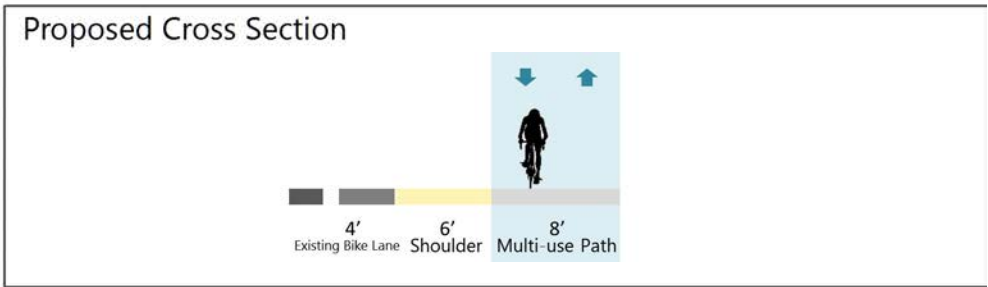 Proposed Cross Section
4’ 6’ 8’
Existing Bike Lane Shoulder Multi-use Path